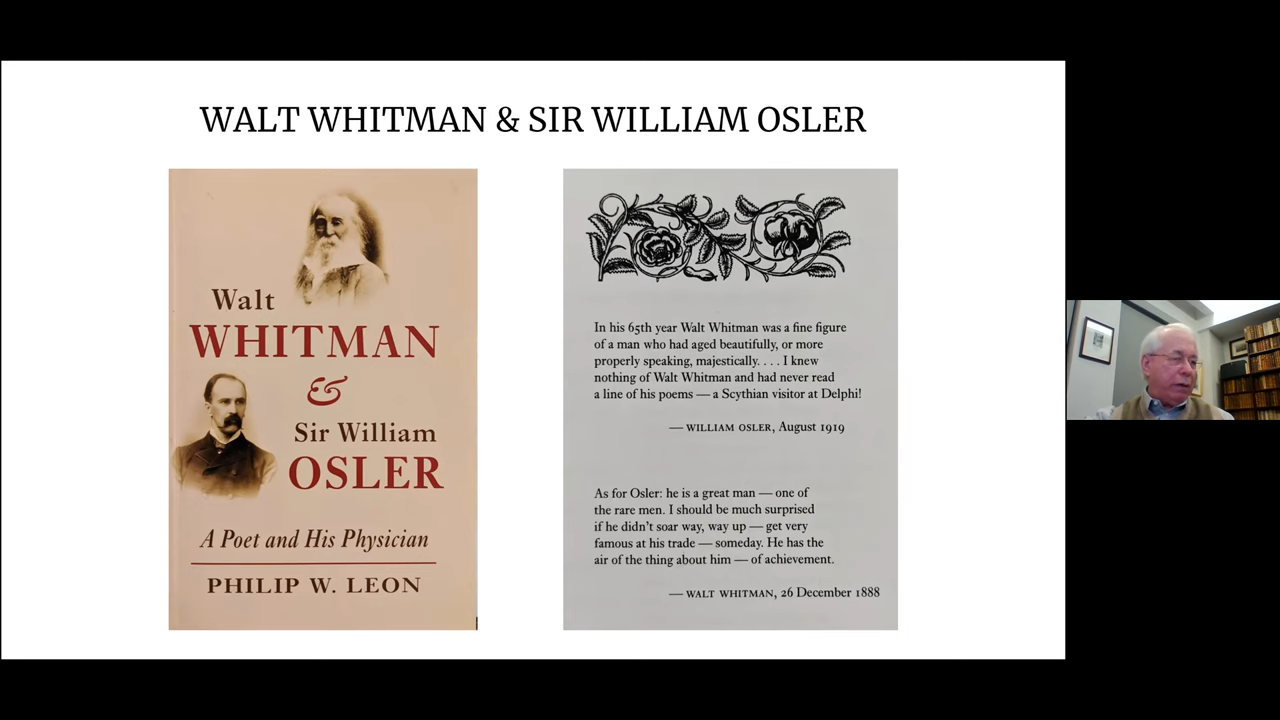 WALT WHITMAN & SIR WILLIAM OSLER
Walt
WHITMAN
&
Sir William
OSLER
A Poet and His Physician
PHILIP W. LEON
In his 65th year Walt Whitman was a fine figure
of a man who had aged beautifully, or more
properly speaking, majestically. . . . I knew
nothing of Walt Whitman and had never read
a line of his poems — a Scythian visitor at Delphi!
— WILLIAM OSLER, August 1919
As for Osler: he is a great man — one of
the rare men. I should be much surprised
if he didn't soar way, way up — get very
famous at his trade — someday. He has the
air of the thing about him — of achievement.
— WALT WHITMAN, 26 December 1888